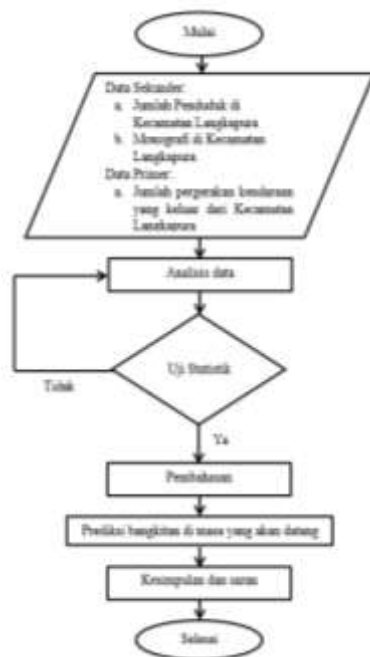 Mulai
Data Sekunder:
a. Jumlah Penduduk di
Kecamatan Langkapura
b. Monografi di Kecamatan
Langkapura
Data Primer:
a. Jumlah pergerakan kendaraan
yang keluar dari Kecamatan
Langkapura
Analisis data
Uji Statistik
Tidak
Ya
Pembahasan
Prediksi bangkitan di masa yang akan datang
Kesimpulan dan saran
Selesai